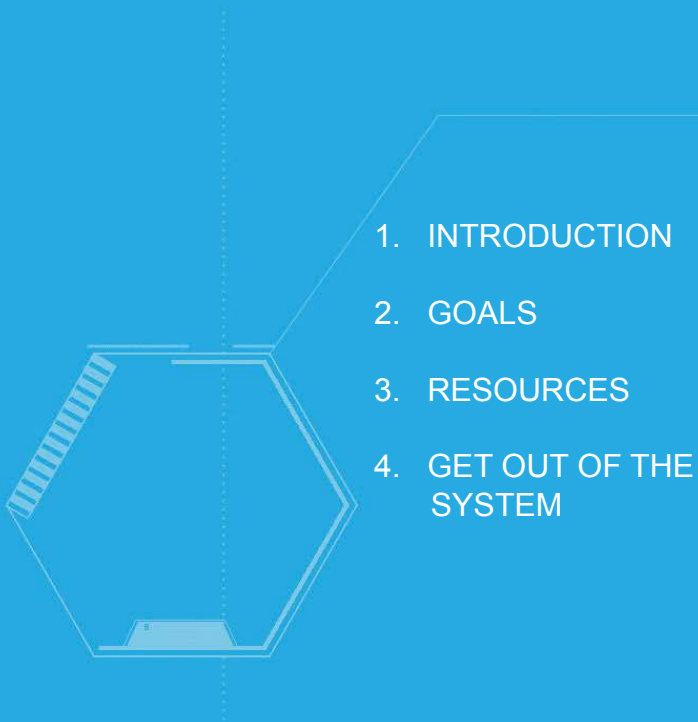 1. INTRODUCTION
2. GOALS
3. RESOURCES
4. GET OUT OF THE
SYSTEM